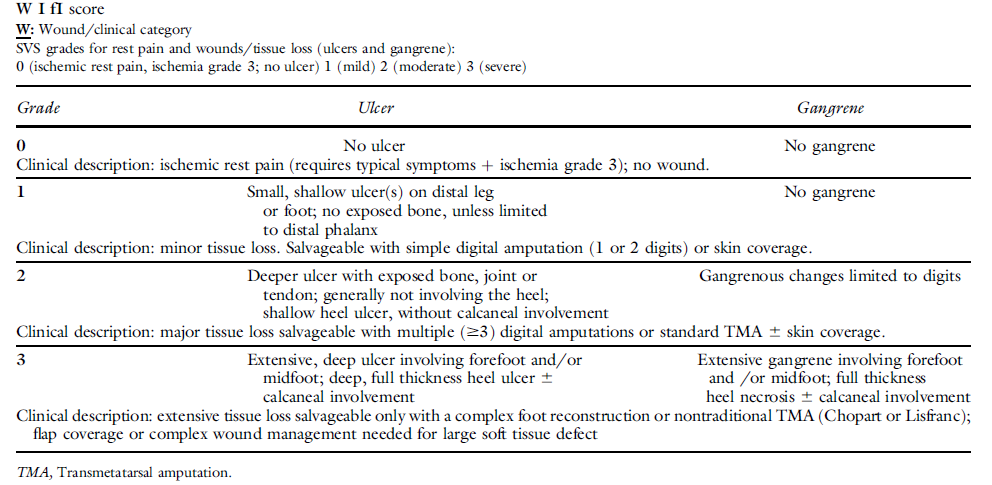 W I fI score
W: Wound/clinical category
SVS grades for rest pain and wounds/tissue loss (ulcers and gangrene):
0 (ischemic rest pain, ischemia grade 3; no ulcer) 1 (mild) 2 (moderate) 3 (severe)
Grade Ulcer Gangrene
0 No ulcer No gangrene
Clinical description: ischemic rest pain (requires typical symptoms + ischemia grade 3); no wound.
1 Small, shallow ulcer(s) on distal leg No gangrene
or foot; no exposed bone, unless limited
to distal phalanx
Clinical description: minor tissue loss. Salvageable with simple digital amputation (1 or 2 digits) or skin coverage.
2 Deeper ulcer with exposed bone, joint or Gangrenous changes limited to digits
tendon; generally not involving the heel;
shallow heel ulcer, without calcaneal involvement
Clinical description: major tissue loss salvageable with multiple (≥3) digital amputations or standard TMA ± skin coverage.
3 Extensive, deep ulcer involving forefoot and/or Extensive gangrene involving forefoot
midfoot; deep, full thickness heel ulcer ± and /or midfoot; full thickness
calcaneal involvement heel necrosis ± calcaneal involvement
Clinical description: extensive tissue loss salvageable only with a complex foot reconstruction or nontraditional TMA (Chopart or Lisfranc);
flap coverage or complex wound management needed for large soft tissue defect
TMA, Transmetatarsal amputation.